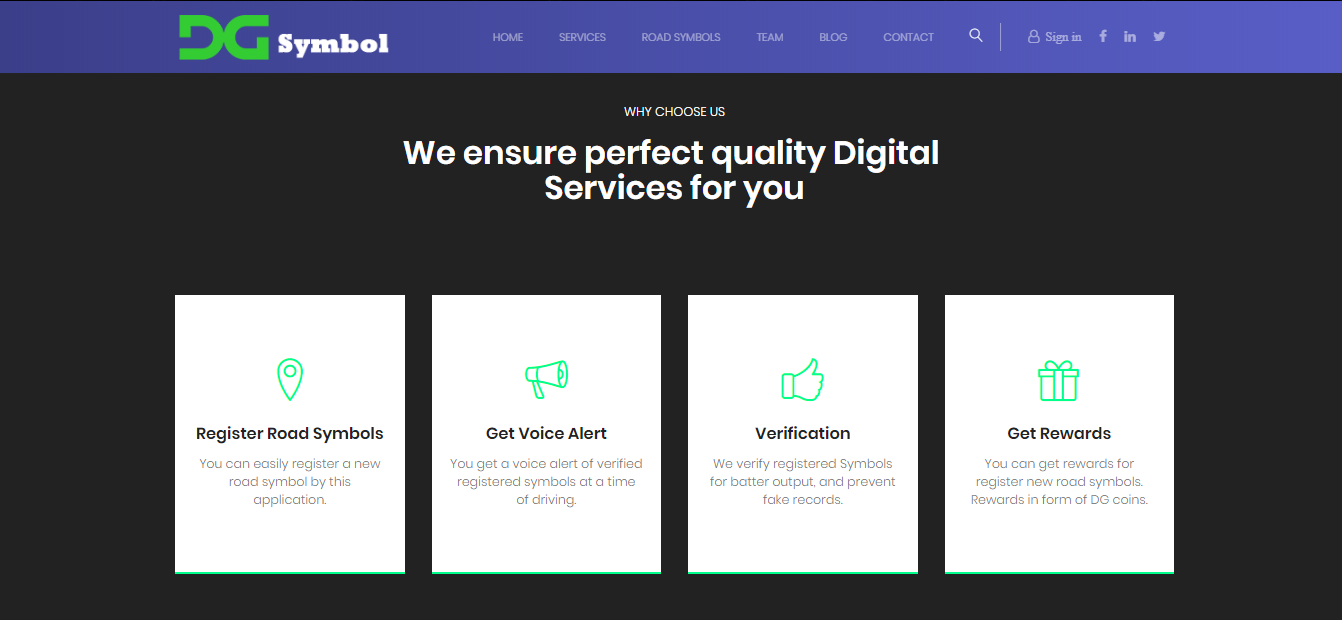 DG Symbol
HOME SERVICES ROAD SYMBOLS TEAM BLOG CONTACT Sign in
WHY CHOOSE US
We ensure perfect quality Digital
Services for you
Register Road Symbols
You can easily register a new
road symbol by this
application.
Get Voice Alert
You get a voice alert of verified
registered symbols at a time
of driving.
Verification
We verify registered Symbols
for batter output, and prevent
fake records.
Get Rewards
You can get rewards for
register new road symbols.
Rewards in form of DG coins.